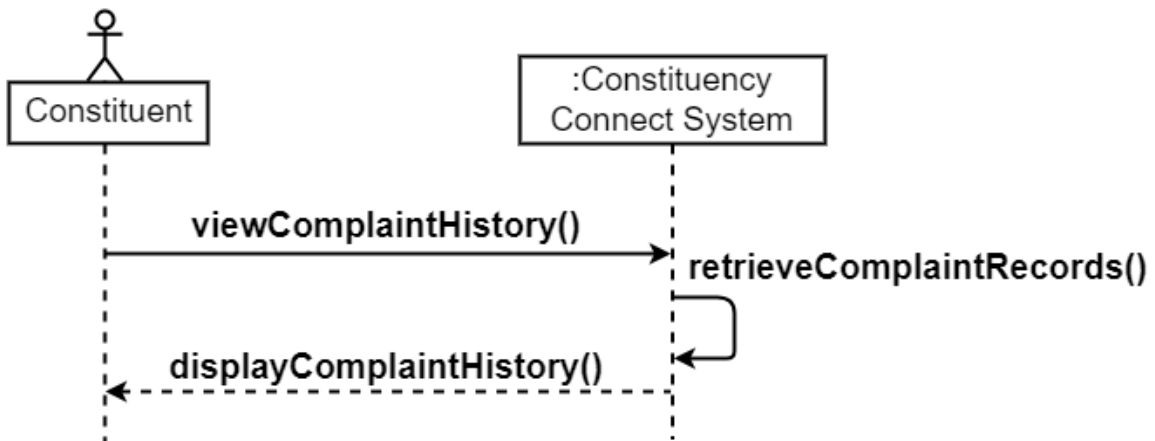 Constituent
:Constituency
Connect System
viewComplaintHistory()
retrieveComplaintRecords()
displayComplaintHistory()